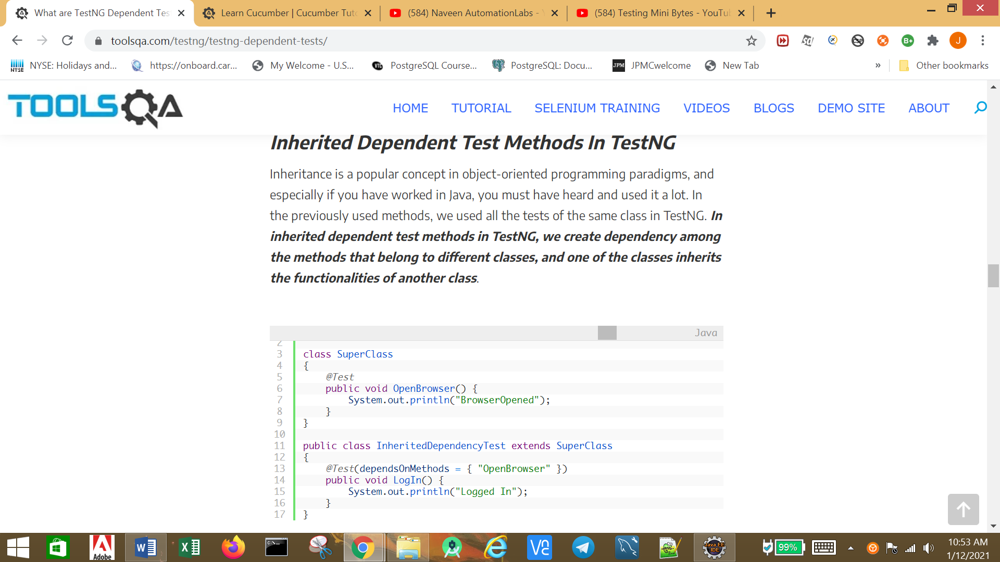 What are TestNG Dependent Tes
Learn Cucumber | Cucumber Tuto
(584) Naveen AutomationLabs - Y
(584) Testing Mini Bytes - YouTub
toolsqa.com/testng/testng-dependent-tests/
J
NYSE: Holidays and...
https://onboard.car...
My Welcome - U.S...
PostgreSQL Course...
PostgreSQL: Docu...
JPMCwelcome
New Tab
»
Other bookmarks
TOOLSQA
HOME
TUTORIAL
SELENIUM TRAINING
VIDEOS
BLOGS
DEMO SITE
ABOUT
Inherited Dependent Test Methods In TestNG
Inheritance is a popular concept in object-oriented programming paradigms, and
especially if you have worked in Java, you must have heard and used it a lot. In
the previously used methods, we used all the tests of the same class in TestNG. In
inherited dependent test methods in TestNG, we create dependency among
the methods that belong to different classes, and one of the classes inherits
the functionalities of another class.
Java
2
3 class SuperClass
4 {
5 @Test
6 public void OpenBrowser() {
7 System.out.println("BrowserOpened");
8 }
9 }
10
11 public class InheritedDependencyTest extends SuperClass
12 {
13 @Test(dependsOnMethods = { "OpenBrowser" })
14 public void LogIn() {
15 System.out.println("Logged In");
16 }
17 }
Adobe
Java EE
IDE
99%
10:53 AM
1/12/2021